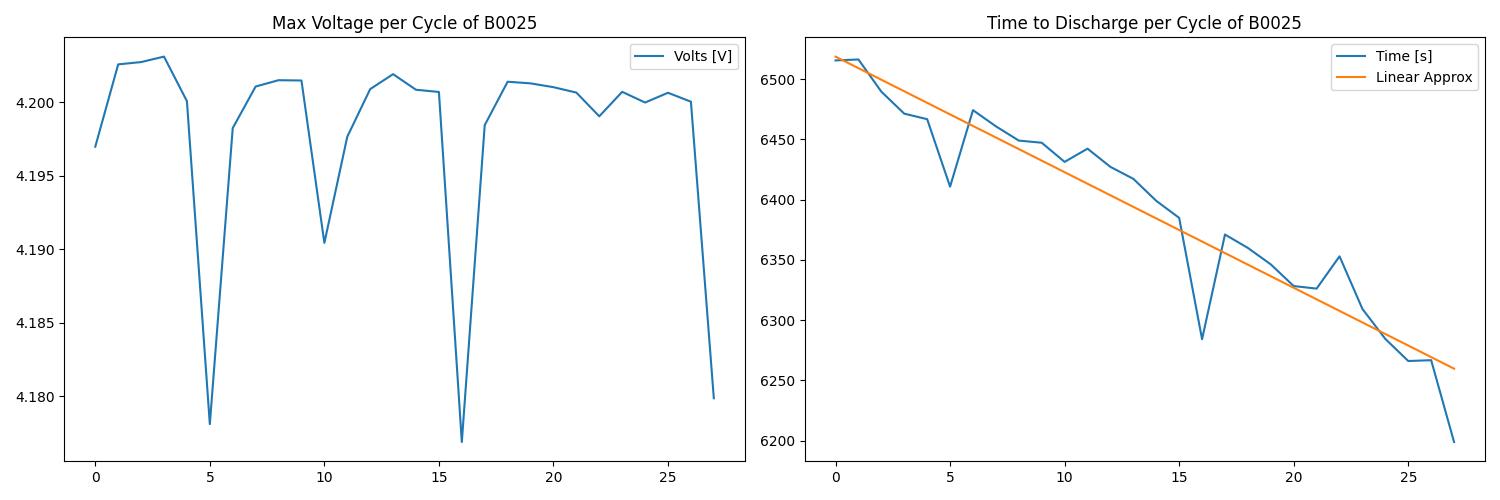 Max Voltage per Cycle of B0025
Volts [V]
4.200
4.195
4.190
4.185
4.180
0 5 10 15 20 25
Time to Discharge per Cycle of B0025
Time [s]
Linear Approx
6500
6450
6400
6350
6300
6250
6200
0 5 10 15 20 25